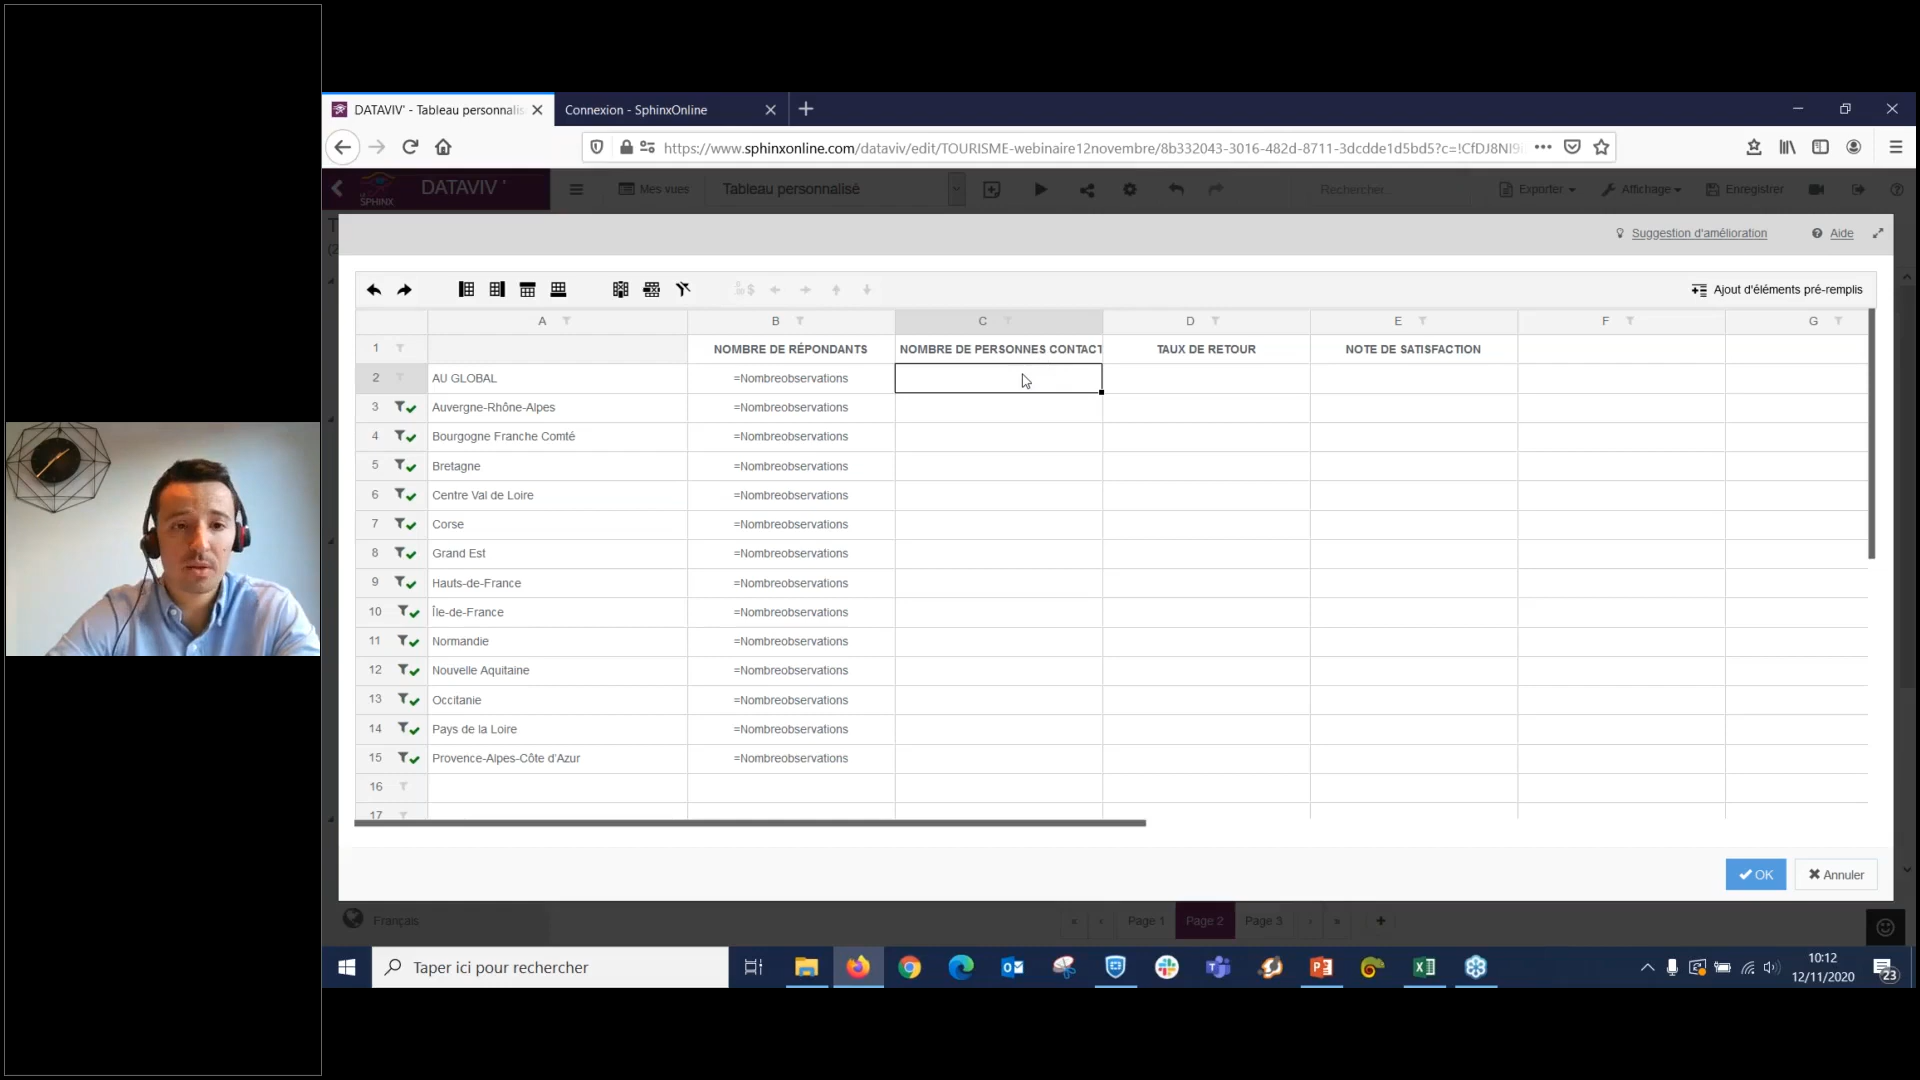 DATAVIV' - Tableau personnalis
Connexion - SphinxOnline
https://www.sphinxonline.com/dataviv/edit/TOURISME-webinaire12novembre/8b332043-3016-482d-8711-3dcdde1d5bd5?c=!CfDJ8NI9i
LE SPHINX
DATAVIV '
Mes vues
Tableau personnalisé
Rechercher...
Exporter
Affichage
Enregistrer
Suggestion d'amélioration
Aide
Ajout d'éléments pré-remplis
A B C D E F G
1 NOMBRE DE RÉPONDANTS NOMBRE DE PERSONNES CONTACT TAUX DE RETOUR NOTE DE SATISFACTION
2 AU GLOBAL =Nombreobservations
3 Auvergne-Rhône-Alpes =Nombreobservations
4 Bourgogne Franche Comté =Nombreobservations
5 Bretagne =Nombreobservations
6 Centre Val de Loire =Nombreobservations
7 Corse =Nombreobservations
8 Grand Est =Nombreobservations
9 Hauts-de-France =Nombreobservations
10 Île-de-France =Nombreobservations
11 Normandie =Nombreobservations
12 Nouvelle Aquitaine =Nombreobservations
13 Occitanie =Nombreobservations
14 Pays de la Loire =Nombreobservations
15 Provence-Alpes-Côte d'Azur =Nombreobservations
16
17
OK
Annuler
Français
Page 1 Page 2 Page 3
Taper ici pour rechercher
10:12
12/11/2020
23